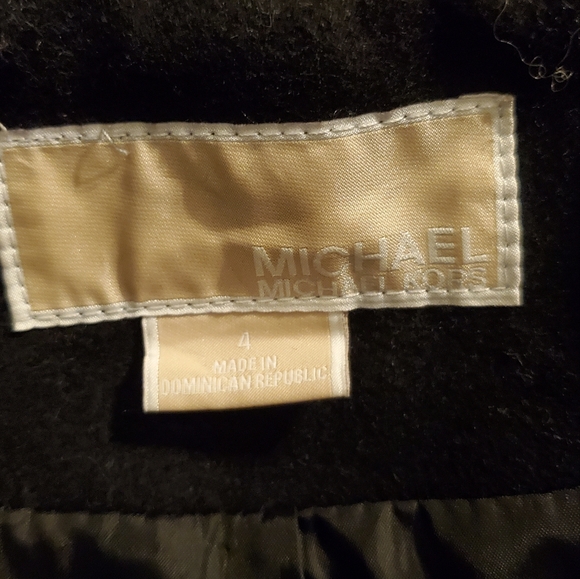 MICHAEL
MICHAEL KORS
4
MADE IN
DOMINICAN REPUBLIC